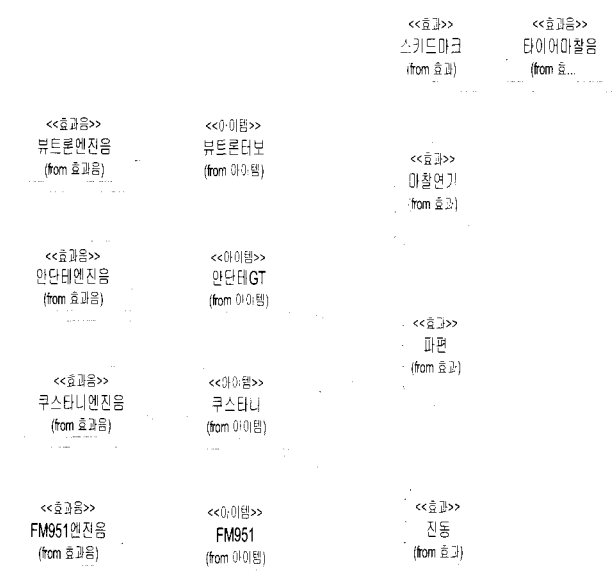 <<효과>>
스키드마크
(from 효과)
<<효과음>>
타이어마찰음
(from 효...
<<효과음>>
뷰트론엔진음
(from 효과음)
<<아이템>>
뷰트론터보
(from 아이템)
<<효과>>
마찰연기
(from 효과)
<<효과음>>
안단테엔진음
(from 효과음)
<<아이템>>
안단테GT
(from 아이템)
<<효과>>
파편
(from 효과)
<<효과음>>
쿠스타니엔진음
(from 효과음)
<<아이템>>
쿠스타니
(from 아이템)
<<효과음>>
FM951엔진음
(from 효과음)
<<아이템>>
FM951
(from 아이템)
<<효과>>
진동
(from 효과)